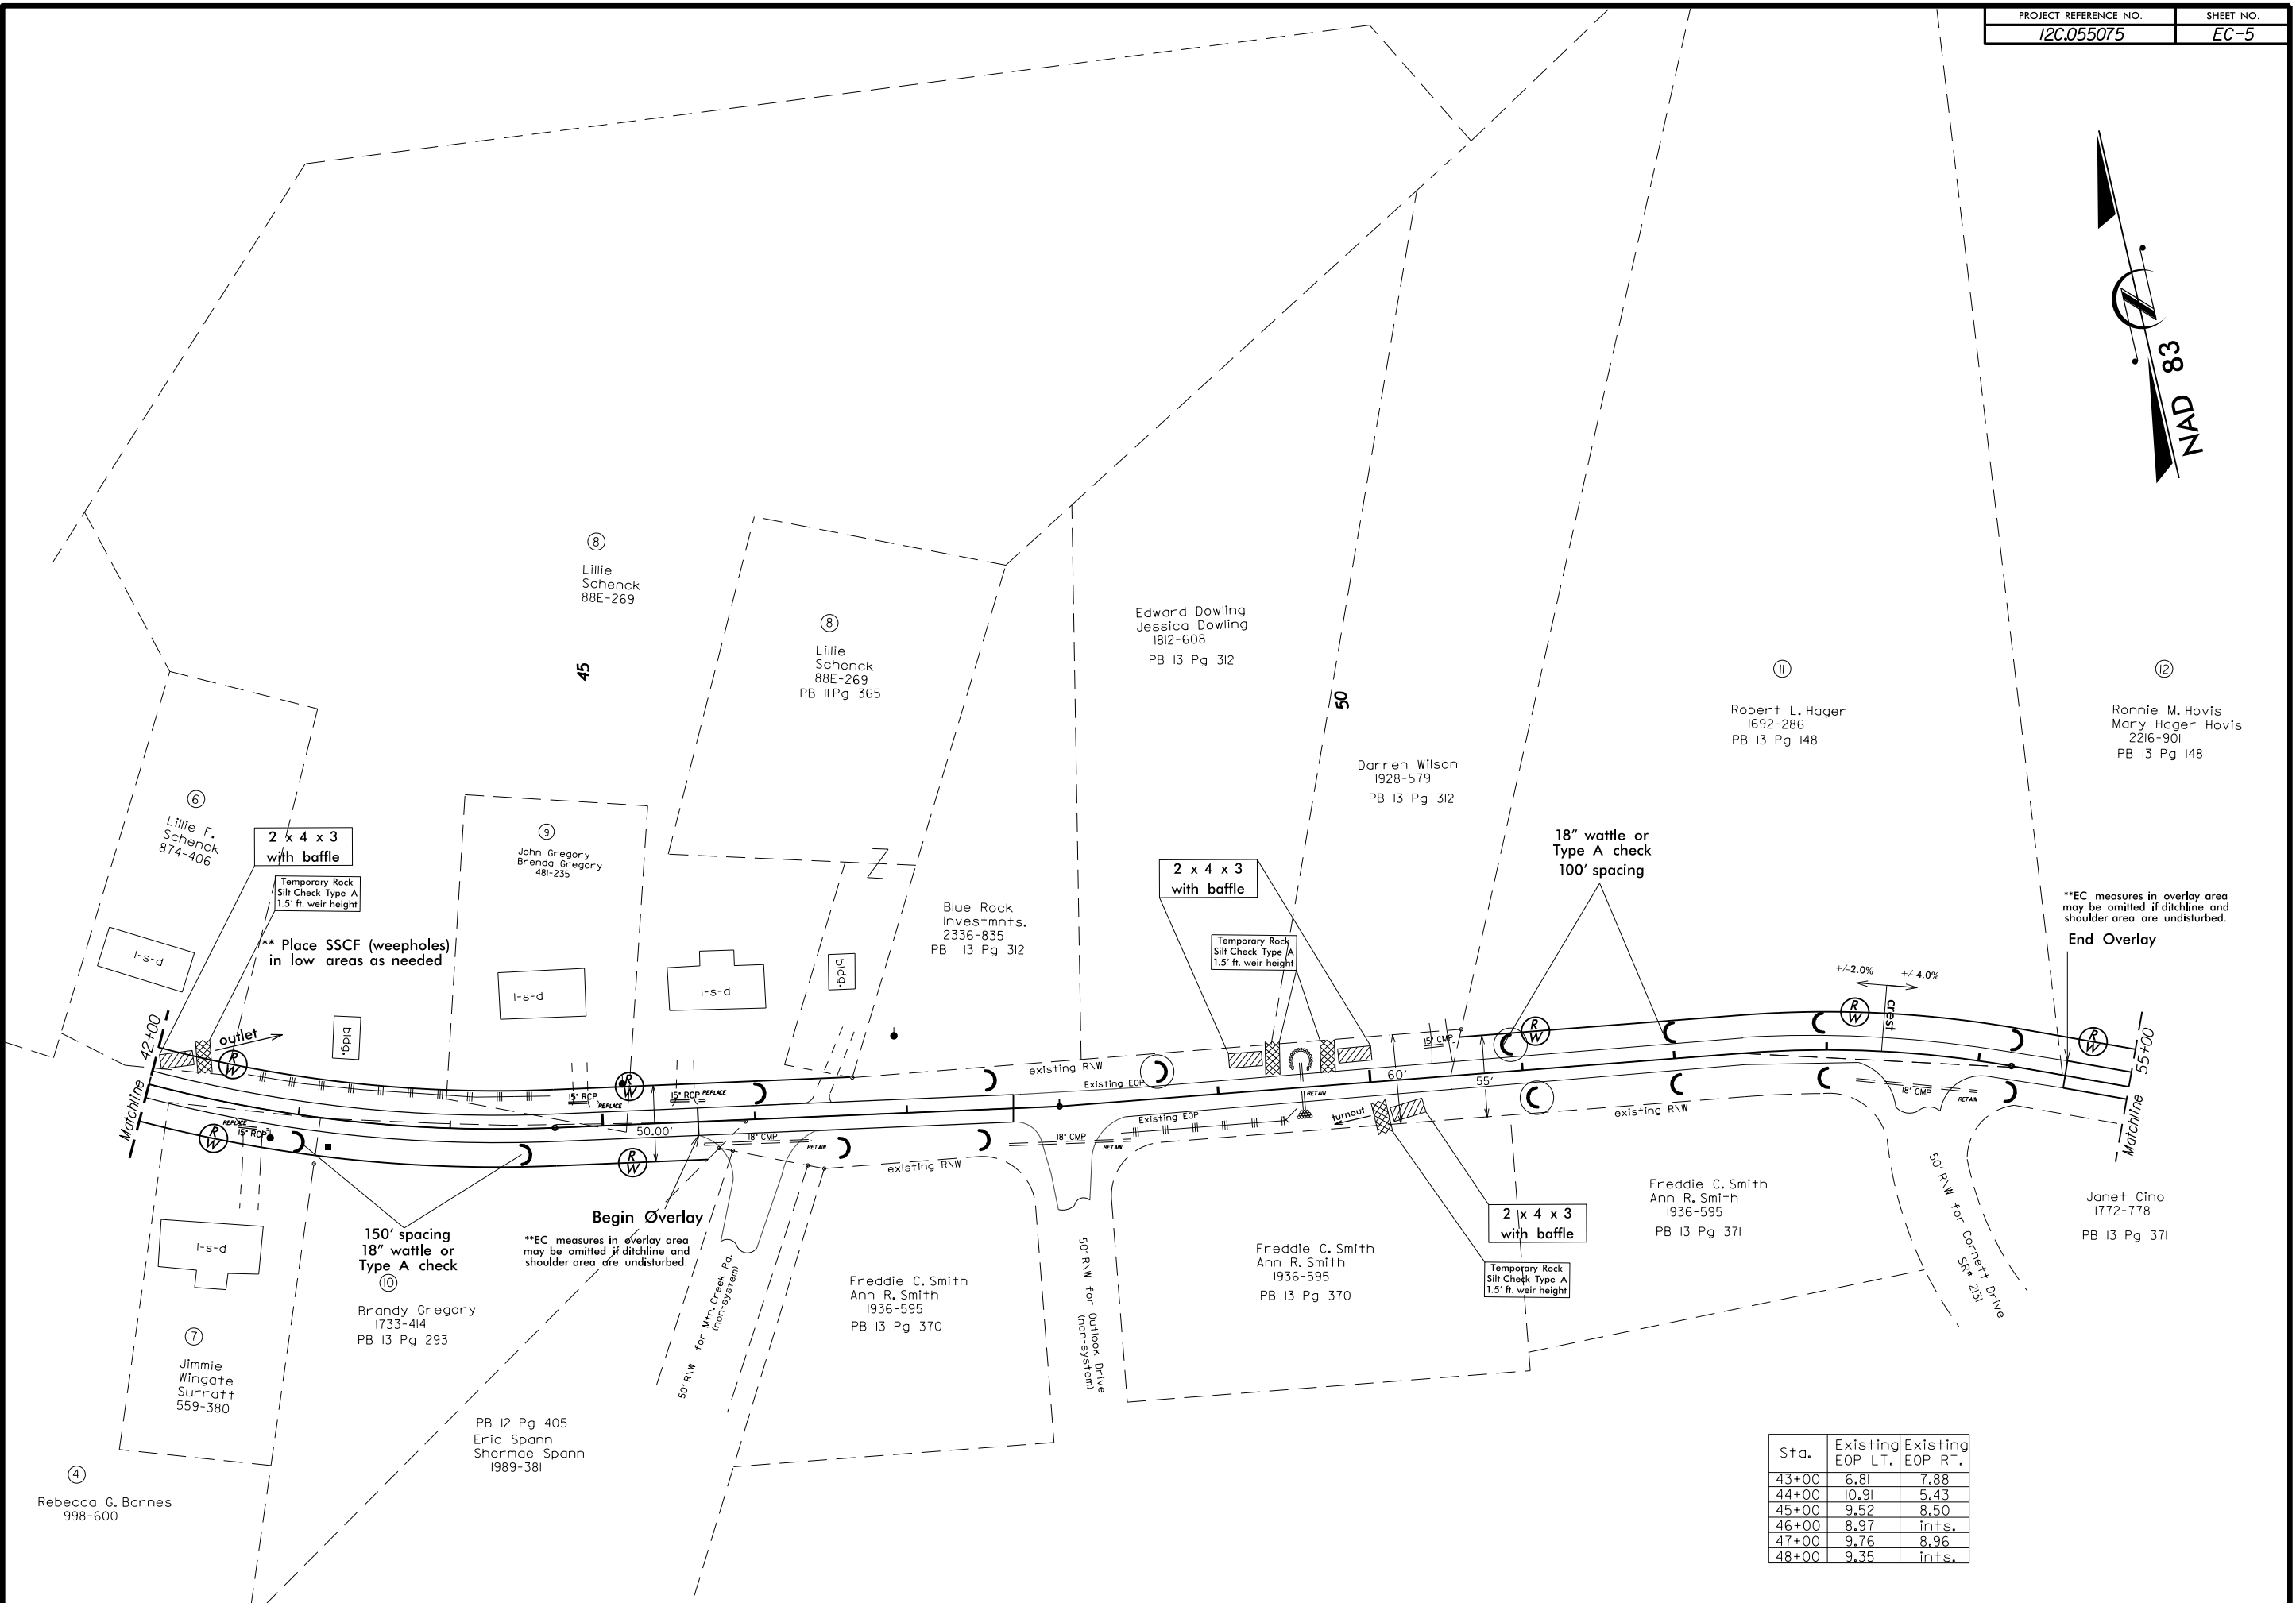 PROJECT REFERENCE NO.
SHEET NO.
12C.055075
EC-5
NAD 83
8
Lillie
Schenck
88E-269
45
8
Lillie
Schenck
88E-269
PB 11 Pg 365
Edward Dowling
Jessica Dowling
1812-608
PB 13 Pg 312
50
11
Robert L. Hager
1692-286
PB 13 Pg 148
12
Ronnie M. Hovis
Mary Hager Hovis
2216-901
PB 13 Pg 148
Darren Wilson
1928-579
PB 13 Pg 312
6
Lillie F.
Schenck
874-406
2 x 4 x 3
with baffle
Temporary Rock
Silt Check Type A
1.5' ft. weir height
9
John Gregory
Brenda Gregory
481-235
** Place SSCF (weepholes)
in low areas as needed
Blue Rock
Investmnts.
2336-835
PB 13 Pg 312
2 x 4 x 3
with baffle
Temporary Rock
Silt Check Type A
1.5' ft. weir height
18" wattle or
Type A check
100' spacing
**EC measures in overlay area
may be omitted if ditchline and
shoulder area are undisturbed.
End Overlay
+/-2.0%
+/-4.0%
crest
1-s-d
1-s-d
1-s-d
bldg.
bldg.
42+00
Matchline
outlet
R/W
R/W
R/W
R/W
R/W
55+00
Matchline
15" RCP
REPLACE
15" RCP
REPLACE
existing R\W
Existing EOP
15" CMP
60'
55'
RETAIN
REPLACE
15" RCP
R/W
50.00'
R/W
18" CMP
RETAIN
existing R\W
18" CMP
RETAIN
Existing EOP
turnout
existing R\W
18" CMP
RETAIN
1-s-d
150' spacing
18" wattle or
Type A check
10
Brandy Gregory
1733-414
PB 13 Pg 293
Begin Overlay
**EC measures in overlay area
may be omitted if ditchline and
shoulder area are undisturbed.
50' R\W for Mtn. Creek Rd.
(non-system)
Freddie C. Smith
Ann R. Smith
1936-595
PB 13 Pg 370
50' R\W for Outlook Drive
(non-system)
Freddie C. Smith
Ann R. Smith
1936-595
PB 13 Pg 370
2 x 4 x 3
with baffle
Temporary Rock
Silt Check Type A
1.5' ft. weir height
Freddie C. Smith
Ann R. Smith
1936-595
PB 13 Pg 371
50' R\W for Cornett Drive
SR# 2131
Janet Cino
1772-778
PB 13 Pg 371
7
Jimmie
Wingate
Surratt
559-380
PB 12 Pg 405
Eric Spann
Shermae Spann
1989-381
4
Rebecca G. Barnes
998-600
Sta. Existing EOP LT. Existing EOP RT.
43+00 6.81 7.88
44+00 10.91 5.43
45+00 9.52 8.50
46+00 8.97 ints.
47+00 9.76 8.96
48+00 9.35 ints.